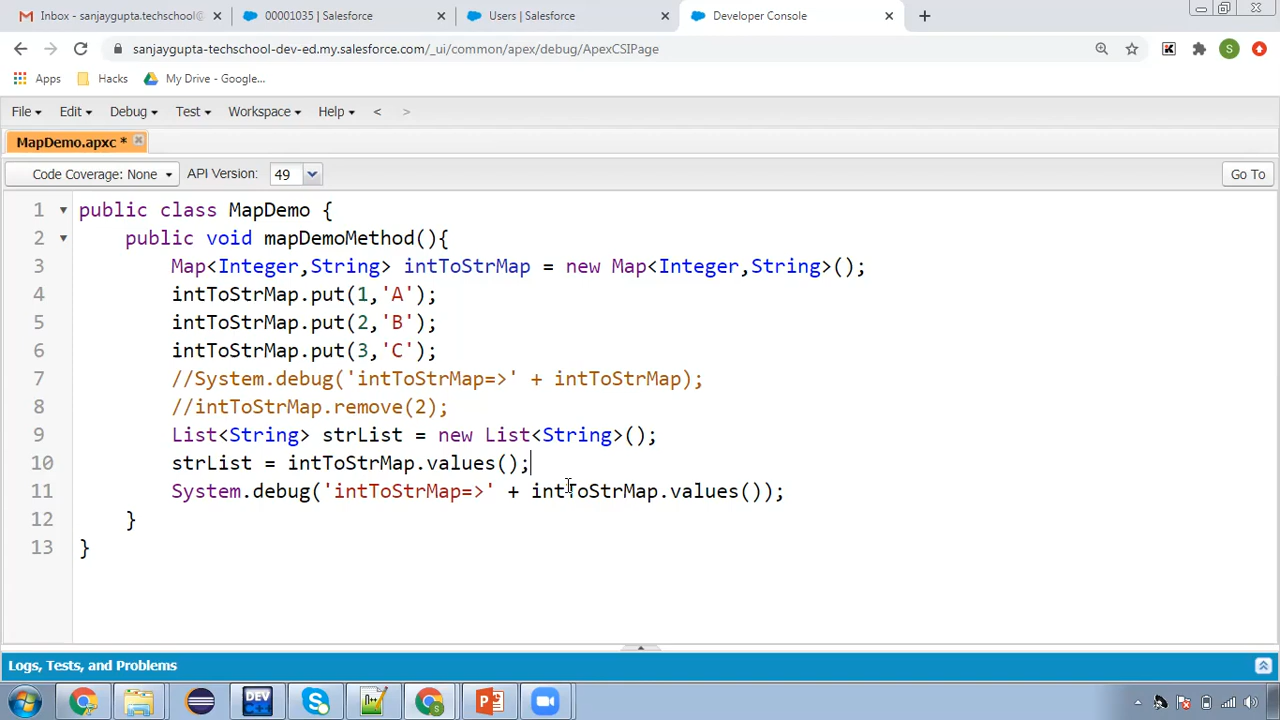 Inbox - sanjaygupta.techschool@
00001035 | Salesforce
Users | Salesforce
Developer Console
sanjaygupta-techschool-dev-ed.my.salesforce.com/_ui/common/apex/debug/ApexCSIPage
S
Apps
Hacks
My Drive - Google...
File
Edit
Debug
Test
Workspace
Help
<
>
MapDemo.apxc *
Code Coverage: None
API Version:
49
Go To
1 public class MapDemo {
2 public void mapDemoMethod(){
3 Map<Integer,String> intToStrMap = new Map<Integer,String>();
4 intToStrMap.put(1,'A');
5 intToStrMap.put(2,'B');
6 intToStrMap.put(3,'C');
7 //System.debug('intToStrMap=>' + intToStrMap);
8 //intToStrMap.remove(2);
9 List<String> strList = new List<String>();
10 strList = intToStrMap.values();
11 System.debug('intToStrMap=>' + intToStrMap.values());
12 }
13 }
Logs, Tests, and Problems
DEV